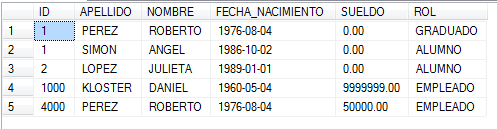 ID APELLIDO NOMBRE FECHA_NACIMIENTO SUELDO ROL
1 1 PEREZ ROBERTO 1976-08-04 0.00 GRADUADO
2 1 SIMON ANGEL 1986-10-02 0.00 ALUMNO
3 2 LOPEZ JULIETA 1989-01-01 0.00 ALUMNO
4 1000 KLOSTER DANIEL 1960-05-04 9999999.00 EMPLEADO
5 4000 PEREZ ROBERTO 1976-08-04 50000.00 EMPLEADO